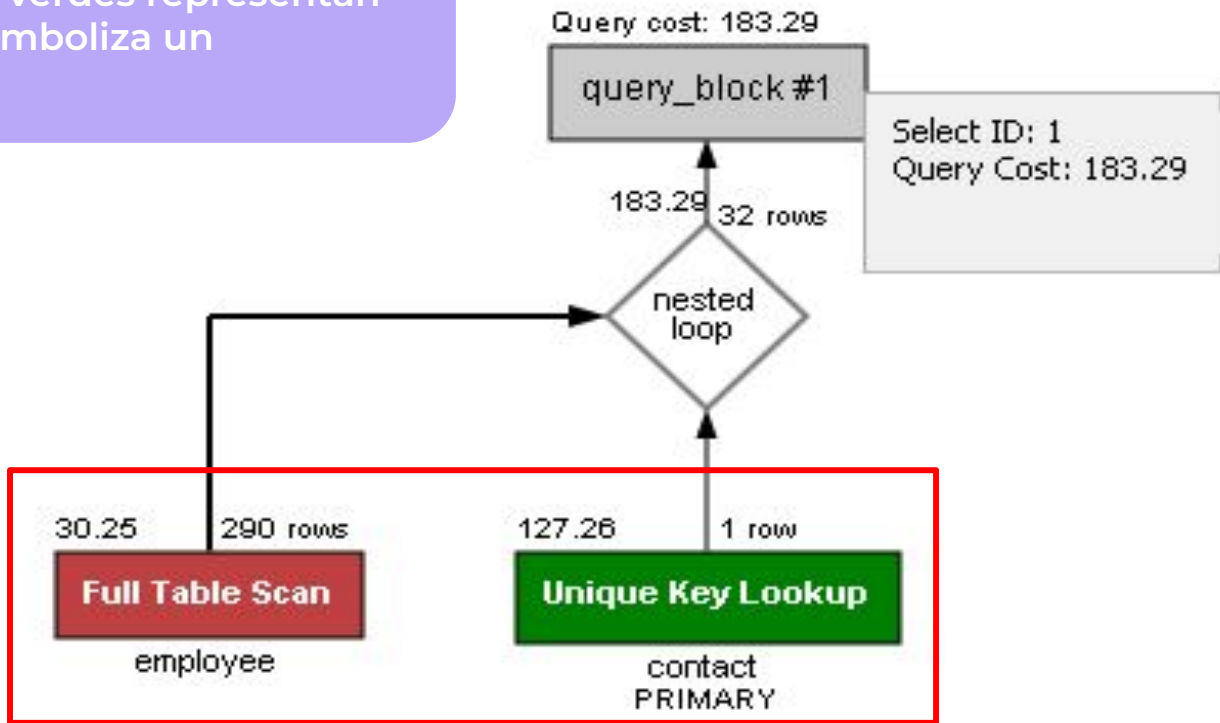 verdes representan
mboliza un
Query cost: 183.29
query_block #1
Select ID: 1
Query Cost: 183.29
183.29
32 rows
nested
loop
30.25
290 rows
127.26
1 row
Full Table Scan
Unique Key Lookup
employee
contact
PRIMARY